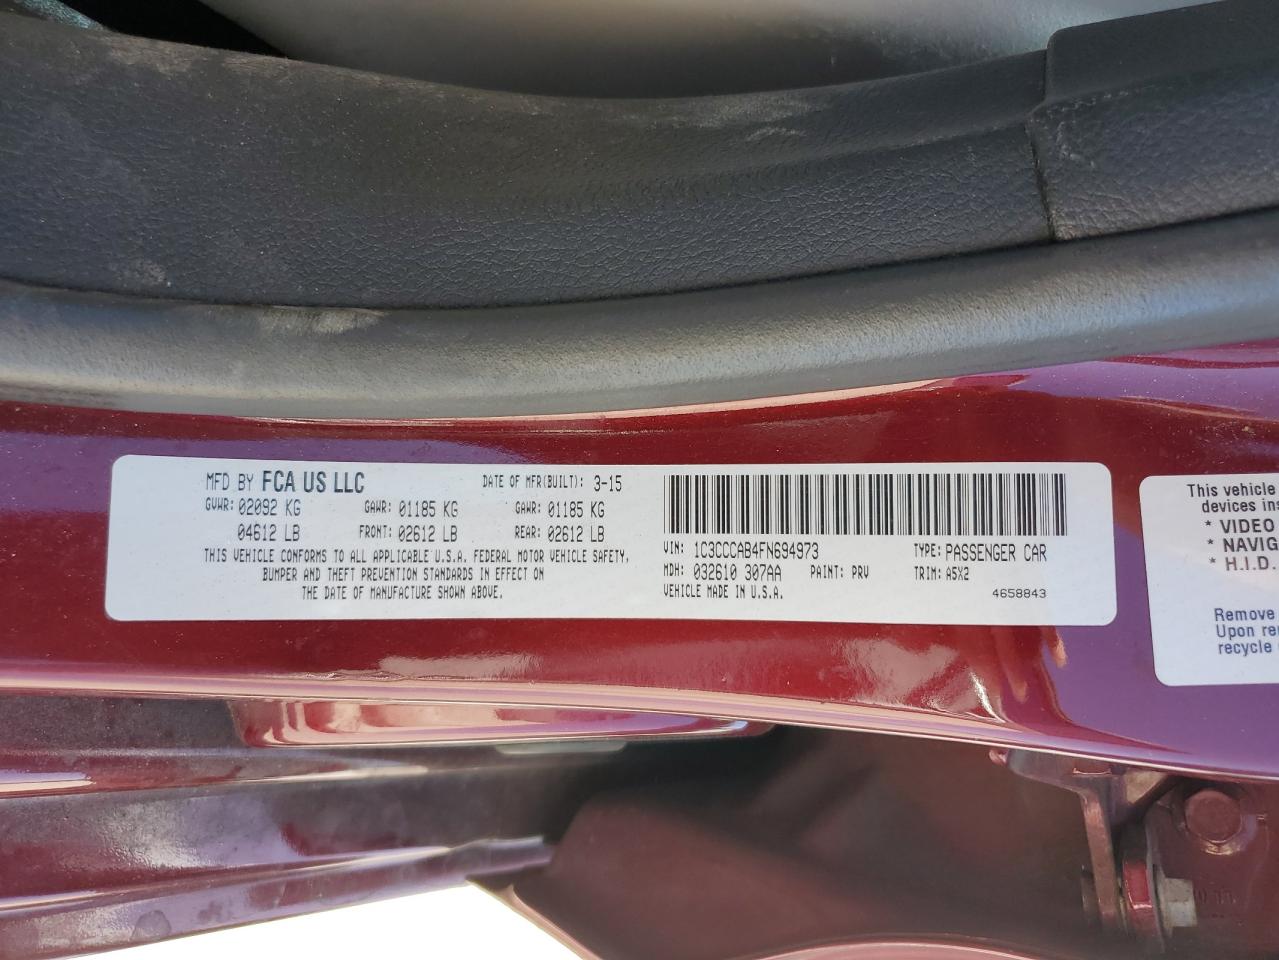 MFD BY FCA US LLC DATE OF MFR(BUILT): 3-15
GVWR: 02092 KG GAWR: 01185 KG GAWR: 01185 KG
04612 LB FRONT: 02612 LB REAR: 02612 LB
THIS VEHICLE CONFORMS TO ALL APPLICABLE U.S.A. FEDERAL MOTOR VEHICLE SAFETY,
BUMPER AND THEFT PREVENTION STANDARDS IN EFFECT ON
THE DATE OF MANUFACTURE SHOWN ABOVE.
VIN: 1C3CCCAB4FN694973 TYPE: PASSENGER CAR
MDH: 032610 307AA PAINT: PRV TRIM: A5X2
VEHICLE MADE IN U.S.A. 4658843
This vehicle
devices ins
* VIDEO
* NAVIG
* H.I.D.
Remove
Upon re
recycle